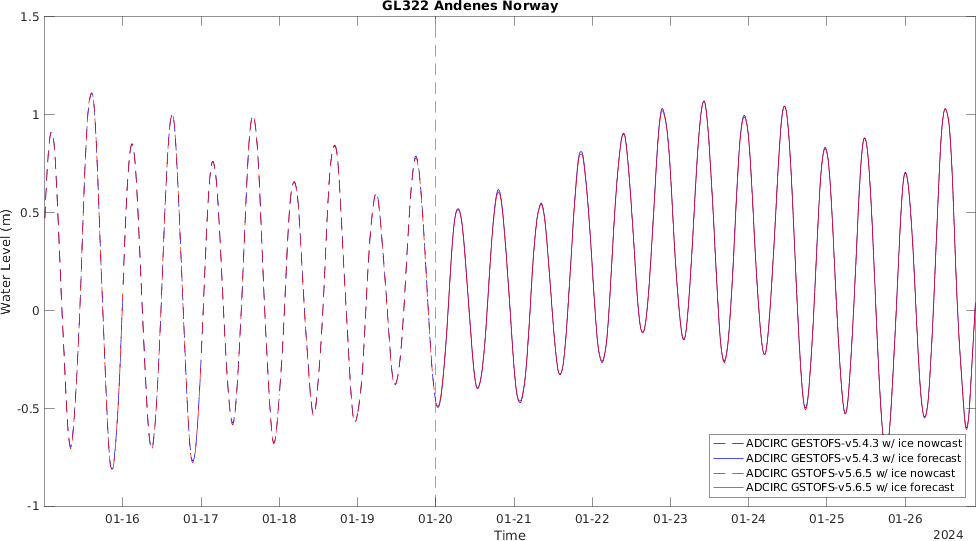 GL322 Andenes Norway
1.5
1
0.5
0
-0.5
-1
Water Level (m)
ADCIRC GESTOFS-v5.4.3 w/ ice nowcast
ADCIRC GESTOFS-v5.4.3 w/ ice forecast
ADCIRC GSTOFS-v5.6.5 w/ ice nowcast
ADCIRC GSTOFS-v5.6.5 w/ ice forecast
01-16 01-17 01-18 01-19 01-20 01-21 01-22 01-23 01-24 01-25 01-26
Time
2024